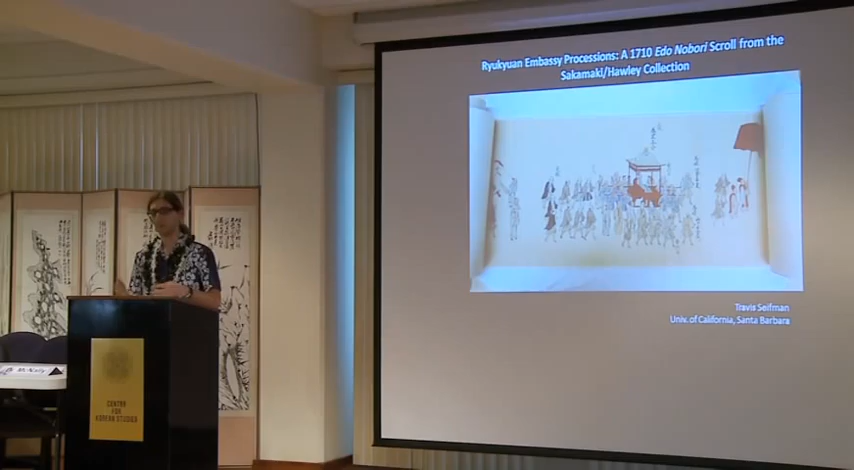 Ryukyuan Embassy Processions: A 1710 Edo Nobori Scroll from the
Sakamaki/Hawley Collection
Travis Seifman
Univ. of California, Santa Barbara
CENTER
FOR
KOREAN STUDIES